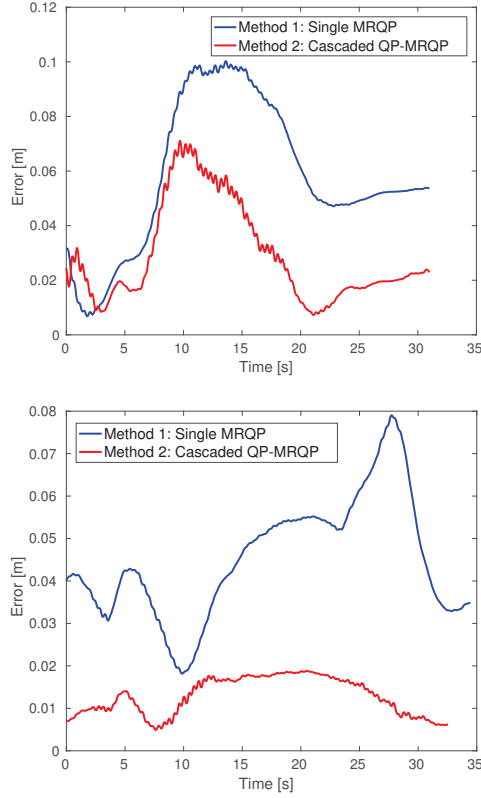 0.12
0.1
0.08
0.06
0.04
0.02
0
Error [m]
Method 1: Single MRQP
Method 2: Cascaded QP-MRQP
0 5 10 15 20 25 30 35
Time [s]
0.08
0.07
0.06
0.05
0.04
0.03
0.02
0.01
0
Error [m]
Method 1: Single MRQP
Method 2: Cascaded QP-MRQP
0 5 10 15 20 25 30 35
Time [s]